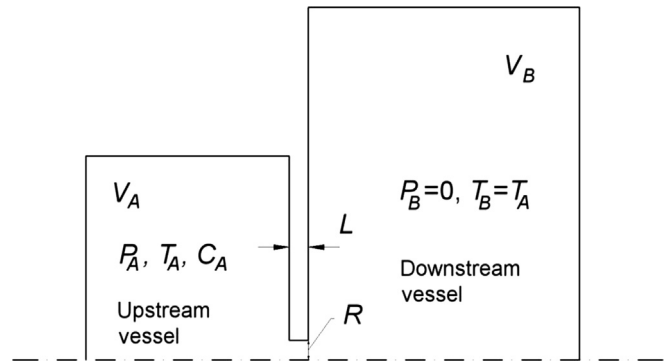 V_B
V_A
P_B=0, T_B=T_A
L
P_A, T_A, C_A
Downstream
vessel
Upstream
vessel
R